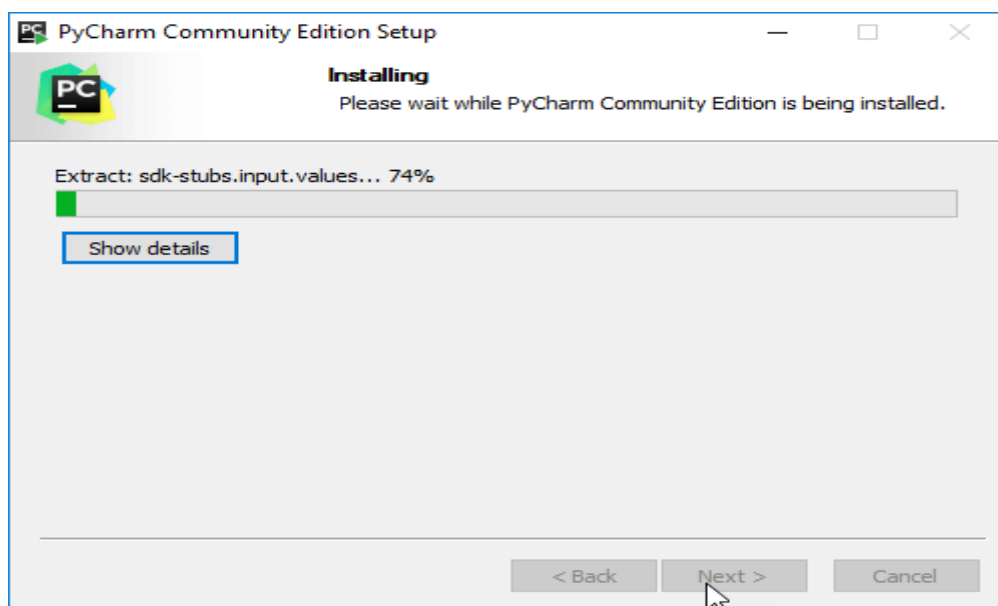 PC PyCharm Community Edition Setup
PC
Installing
Please wait while PyCharm Community Edition is being installed.
Extract: sdk-stubs.input.values... 74%
Show details
< Back Next > Cancel